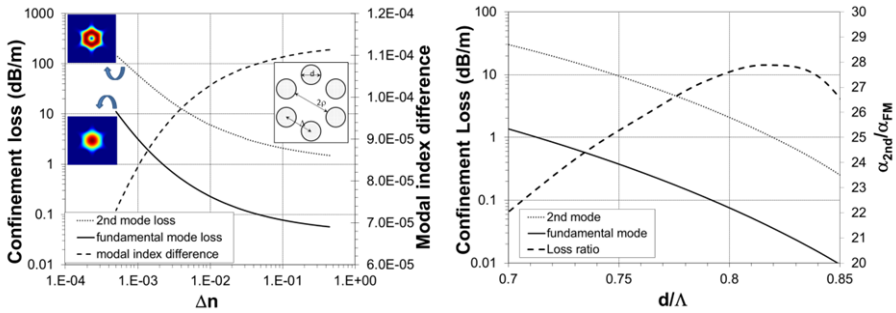 1000
100
10
1
0.1
0.01
Confinement loss (dB/m)
1.2E-04
1.1E-04
1.0E-04
9.0E-05
8.0E-05
7.0E-05
6.0E-05
Modal index difference
d
2ρ
Λ
2nd mode loss
fundamental mode loss
modal index difference
1.E-04 1.E-03 1.E-02 1.E-01 1.E+00
Δn
100
10
1
0.1
0.01
Confinement Loss (dB/m)
30
29
28
27
26
25
24
23
22
21
20
α2nd/αFM
2nd mode
fundamental mode
Loss ratio
0.7 0.75 0.8 0.85
d/Λ